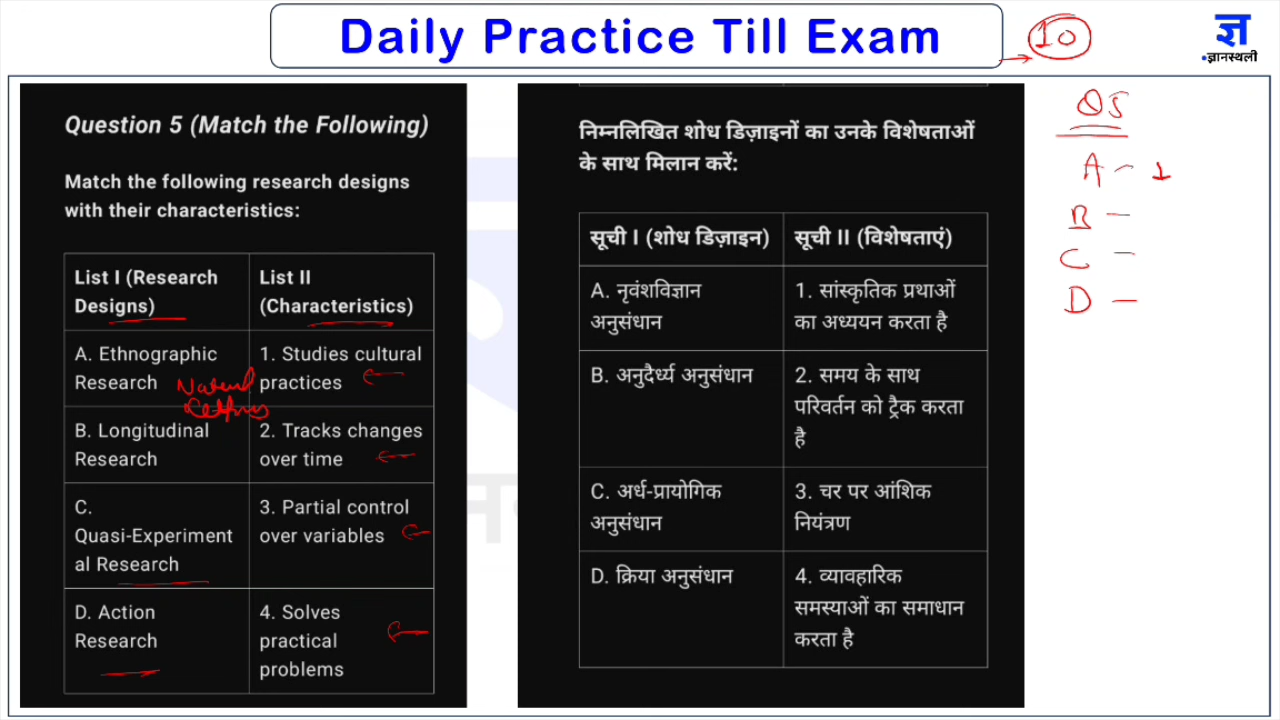 Daily Practice Till Exam
10
ज्ञ
ज्ञानस्थली
Question 5 (Match the Following)
Match the following research designs
with their characteristics:
List I (Research
Designs)
List II
(Characteristics)
A. Ethnographic
Research
Natural
Settings
1. Studies cultural
practices
B. Longitudinal
Research
2. Tracks changes
over time
C.
Quasi-Experiment
al Research
3. Partial control
over variables
D. Action
Research
4. Solves
practical
problems
निम्नलिखित शोध डिज़ाइनों का उनके विशेषताओं
के साथ मिलान करें:
सूची I (शोध डिज़ाइन)
सूची II (विशेषताएं)
A. नृवंशविज्ञान
अनुसंधान
1. सांस्कृतिक प्रथाओं
का अध्ययन करता है
B. अनुदैर्ध्य अनुसंधान
2. समय के साथ
परिवर्तन को ट्रैक करता
है
C. अर्ध-प्रायोगिक
अनुसंधान
3. चर पर आंशिक
नियंत्रण
D. क्रिया अनुसंधान
4. व्यावहारिक
समस्याओं का समाधान
करता है
Q5
A - 1
B -
C -
D -